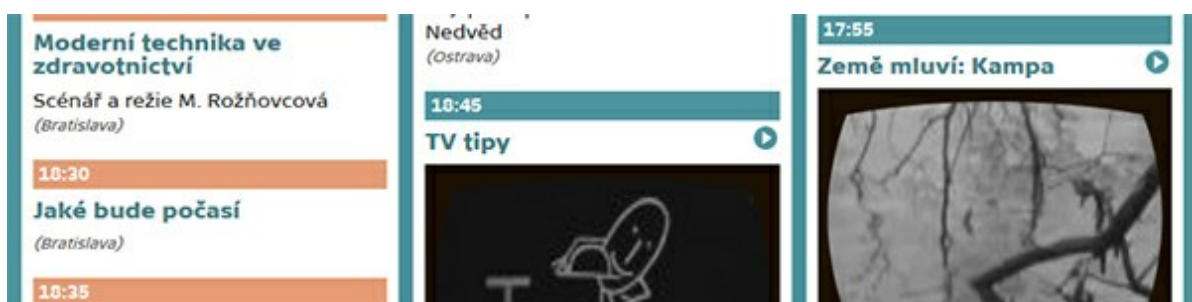 Moderní technika ve
zdravotnictví
Scénář a režie M. Rožňovcová
(Bratislava)
18:30
Jaké bude počasí
(Bratislava)
18:35
Nedvěd
(Ostrava)
18:45
TV tipy
17:55
Země mluví: Kampa